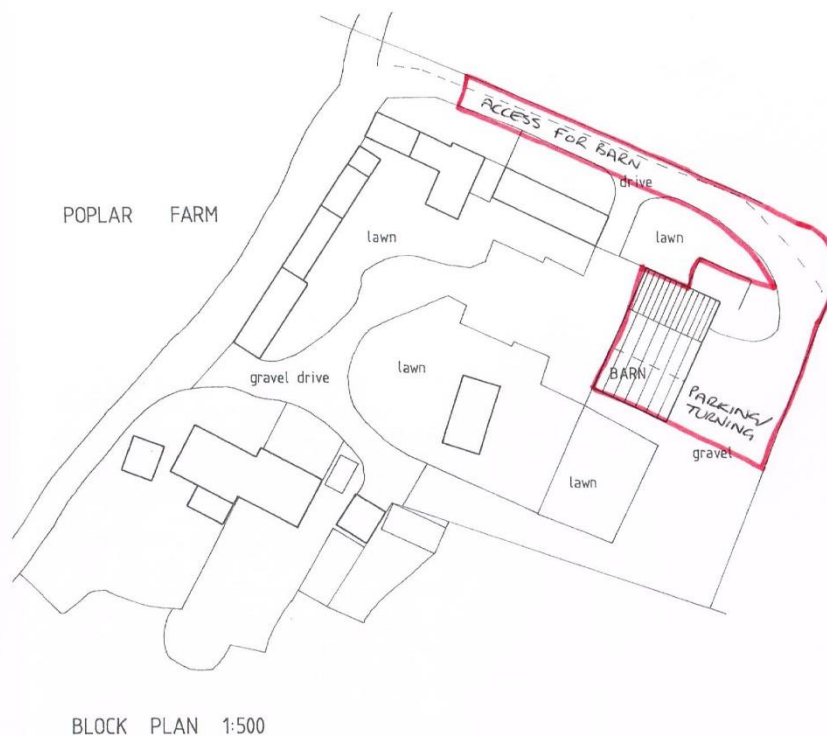 ACCESS FOR BARN
drive
POPLAR FARM
lawn
lawn
gravel drive
lawn
BARN
PARKING/
TURNING
gravel
lawn
BLOCK PLAN 1:500